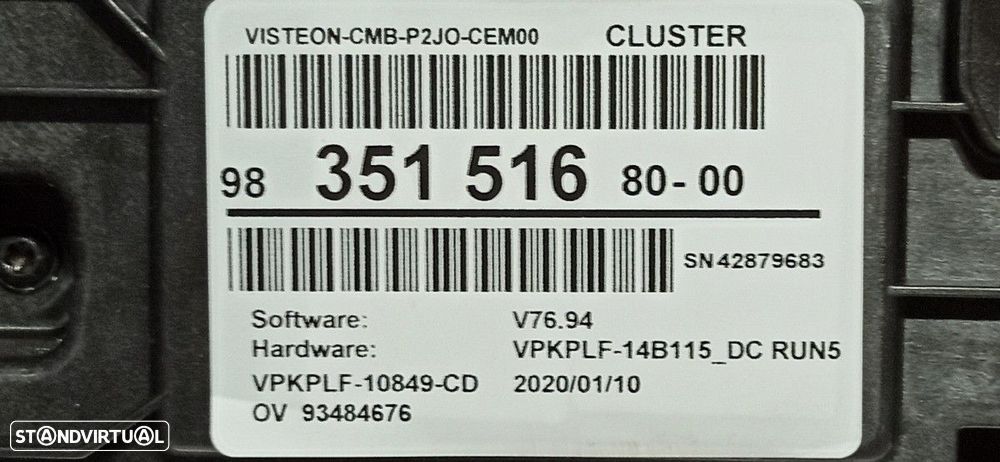 VISTEON-CMB-P2JO-CEM00 CLUSTER
98 351 516 80-00
SN42879683
Software: V76.94
Hardware: VPKPLF-14B115_DC RUN5
VPKPLF-10849-CD 2020/01/10
OV 93484676
STANDVIRTUAL